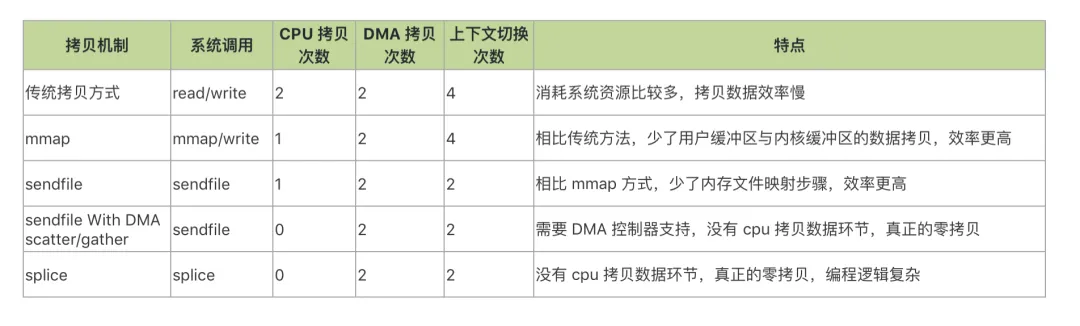 拷贝机制 系统调用 CPU 拷贝次数 DMA 拷贝次数 上下文切换次数 特点
传统拷贝方式 read/write 2 2 4 消耗系统资源比较多，拷贝数据效率慢
mmap mmap/write 1 2 4 相比传统方法，少了用户缓冲区与内核缓冲区的数据拷贝，效率更高
sendfile sendfile 1 2 2 相比 mmap 方式，少了内存文件映射步骤，效率更高
sendfile With DMA scatter/gather sendfile 0 2 2 需要 DMA 控制器支持，没有 cpu 拷贝数据环节，真正的零拷贝
splice splice 0 2 2 没有 cpu 拷贝数据环节，真正的零拷贝，编程逻辑复杂